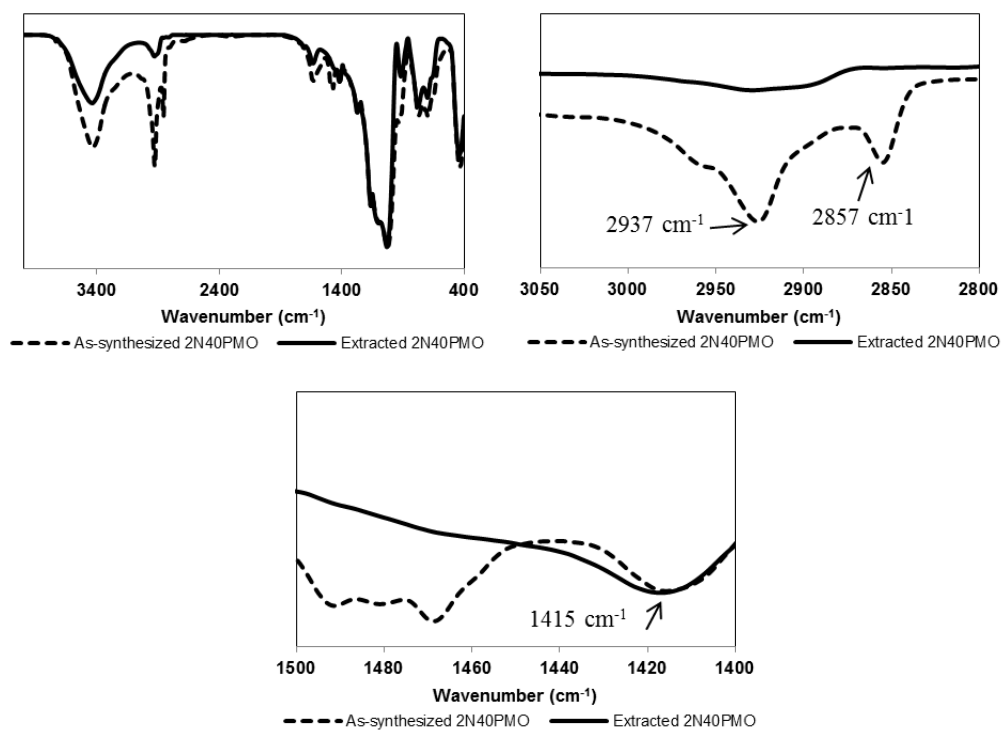 3400 2400 1400 400
Wavenumber (cm⁻¹)
As-synthesized 2N40PMO Extracted 2N40PMO
2937 cm⁻¹
2857 cm-1
3050 3000 2950 2900 2850 2800
Wavenumber (cm⁻¹)
As-synthesized 2N40PMO Extracted 2N40PMO
1415 cm⁻¹
1500 1480 1460 1440 1420 1400
Wavenumber (cm⁻¹)
As-synthesized 2N40PMO Extracted 2N40PMO